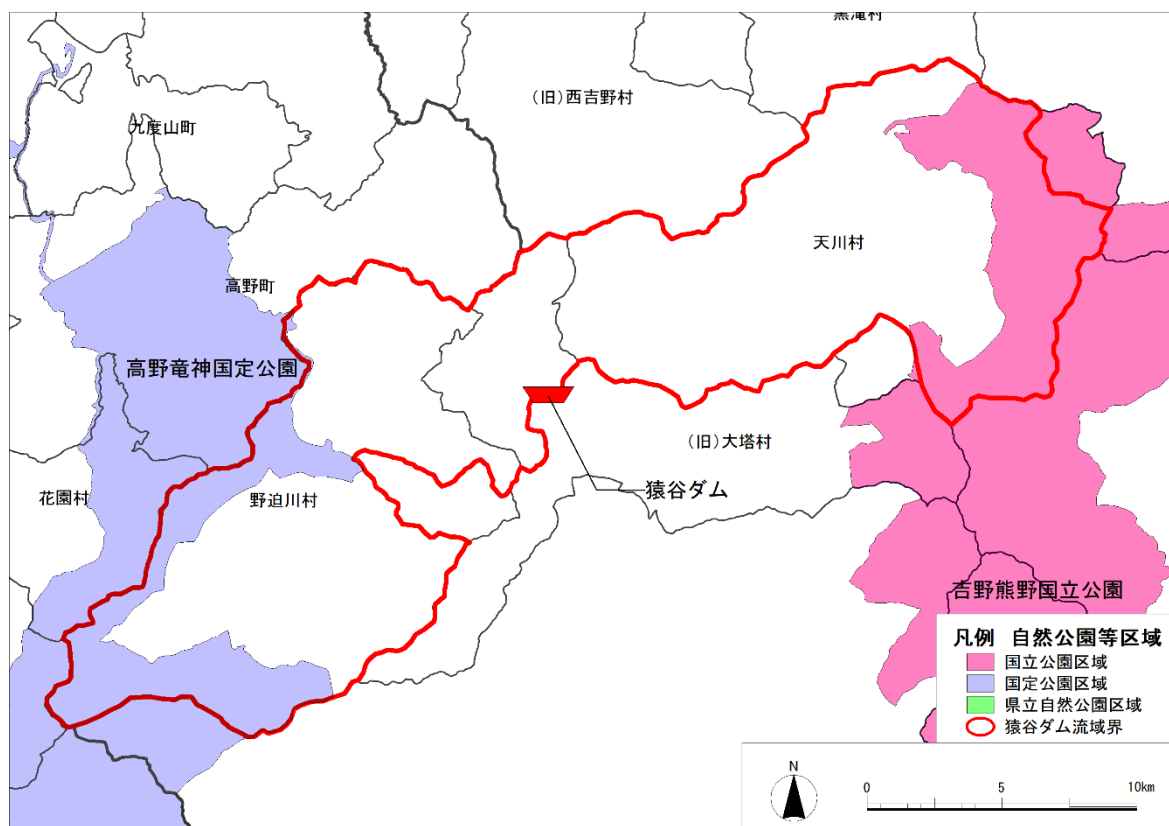 黒滝村
(旧)西吉野村
九度山町
天川村
高野町
高野竜神国定公園
(旧)大塔村
猿谷ダム
花園村
野迫川村
吉野熊野国立公園
凡例 自然公園等区域
国立公園区域
国定公園区域
県立自然公園区域
猿谷ダム流域界
N
0 5 10km